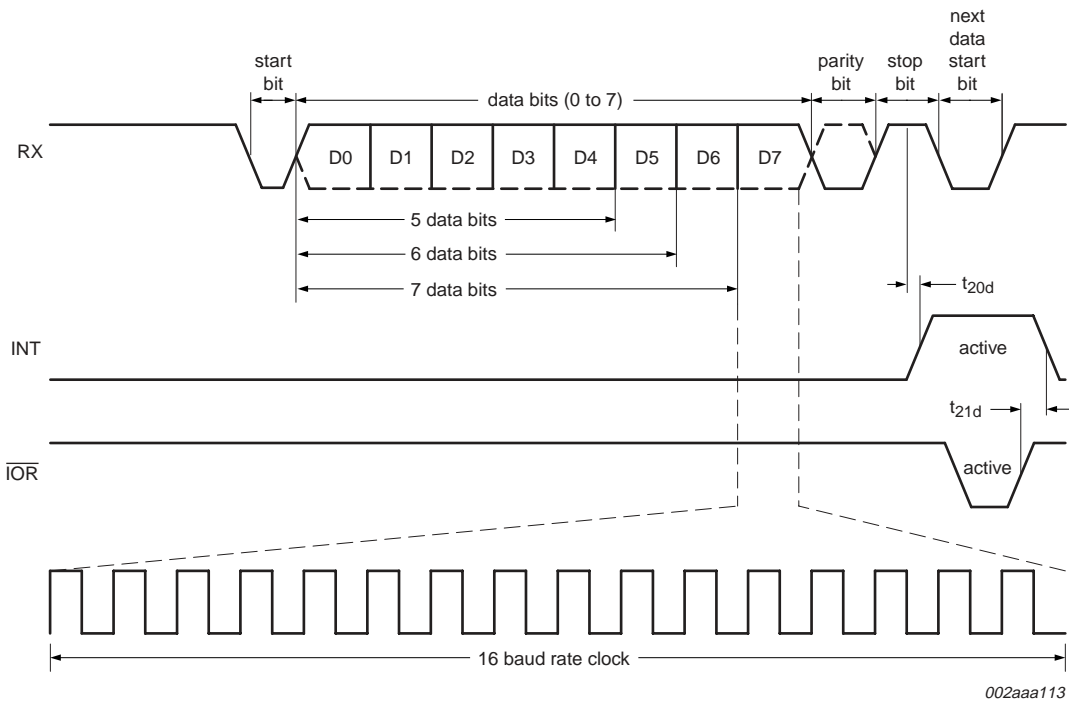 next
data
start
bit
start
bit
parity
bit
stop
bit
data bits (0 to 7)
RX
D0 D1 D2 D3 D4 D5 D6 D7
5 data bits
6 data bits
7 data bits
t20d
INT
active
t21d
IOR
active
16 baud rate clock
002aaa113